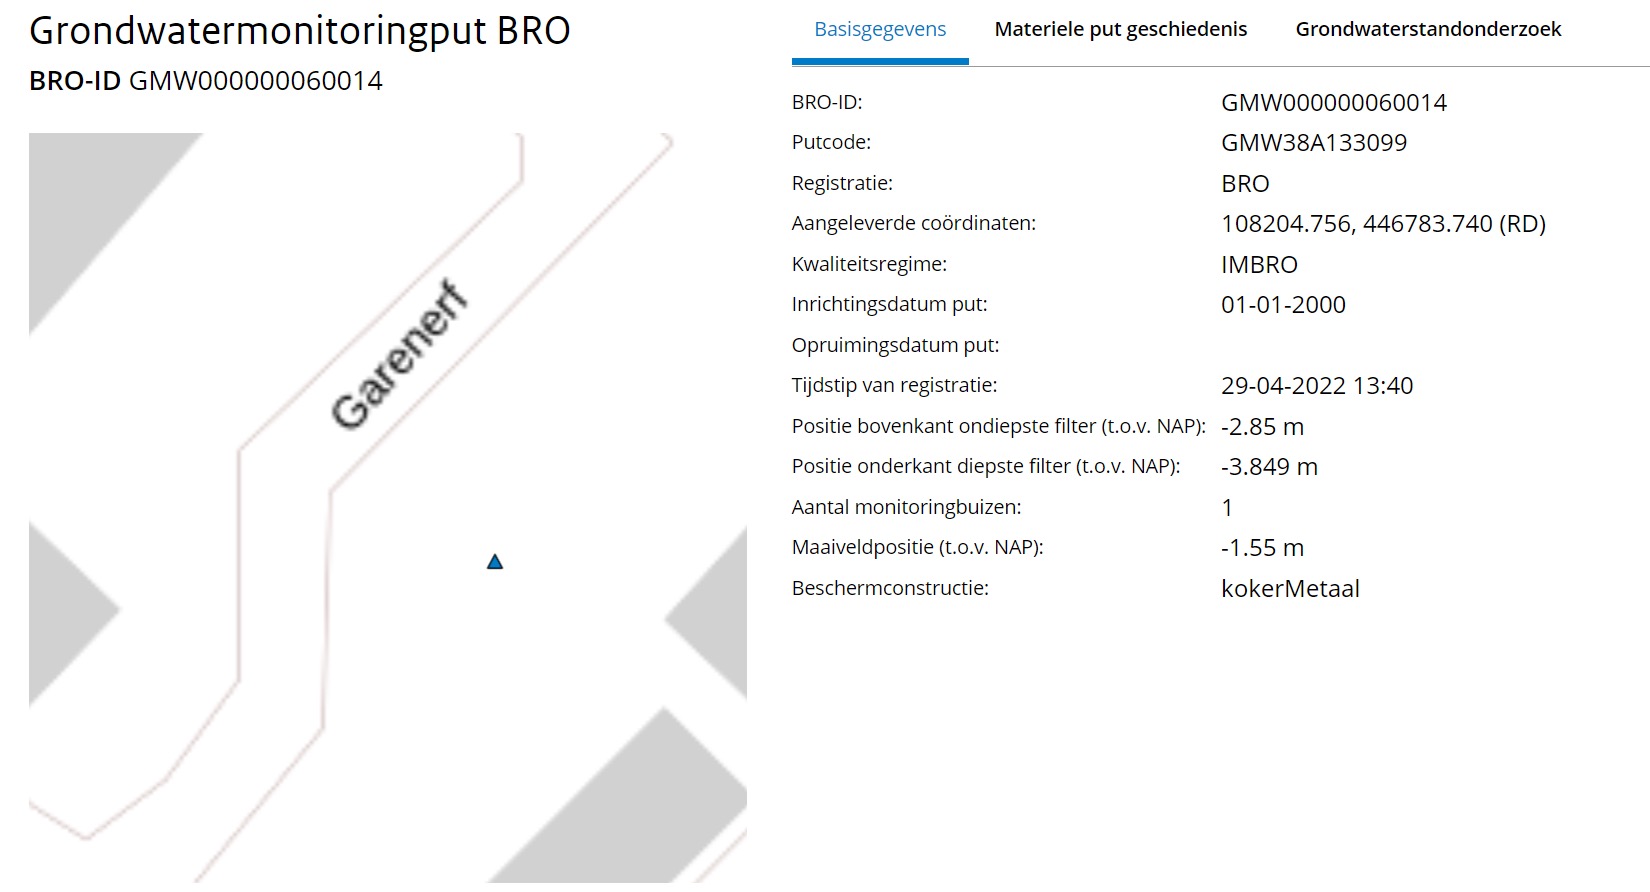 Grondwatermonitoringput BRO
BRO-ID GMW000000060014
Garenerf
Basisgegevens Materiele put geschiedenis Grondwaterstandonderzoek
BRO-ID: GMW000000060014
Putcode: GMW38A133099
Registratie: BRO
Aangeleverde coördinaten: 108204.756, 446783.740 (RD)
Kwaliteitsregime: IMBRO
Inrichtingsdatum put: 01-01-2000
Opruimingsdatum put:
Tijdstip van registratie: 29-04-2022 13:40
Positie bovenkant ondiepste filter (t.o.v. NAP): -2.85 m
Positie onderkant diepste filter (t.o.v. NAP): -3.849 m
Aantal monitoringbuizen: 1
Maaiveldpositie (t.o.v. NAP): -1.55 m
Beschermconstructie: kokerMetaal